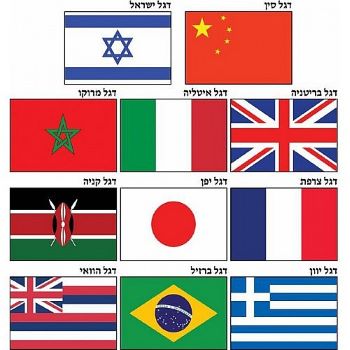 דגל סין
דגל ישראל
דגל בריטניה
דגל איטליה
דגל מרוקו
דגל צרפת
דגל יפן
דגל קניה
דגל יוון
דגל ברזיל
דגל הוואי